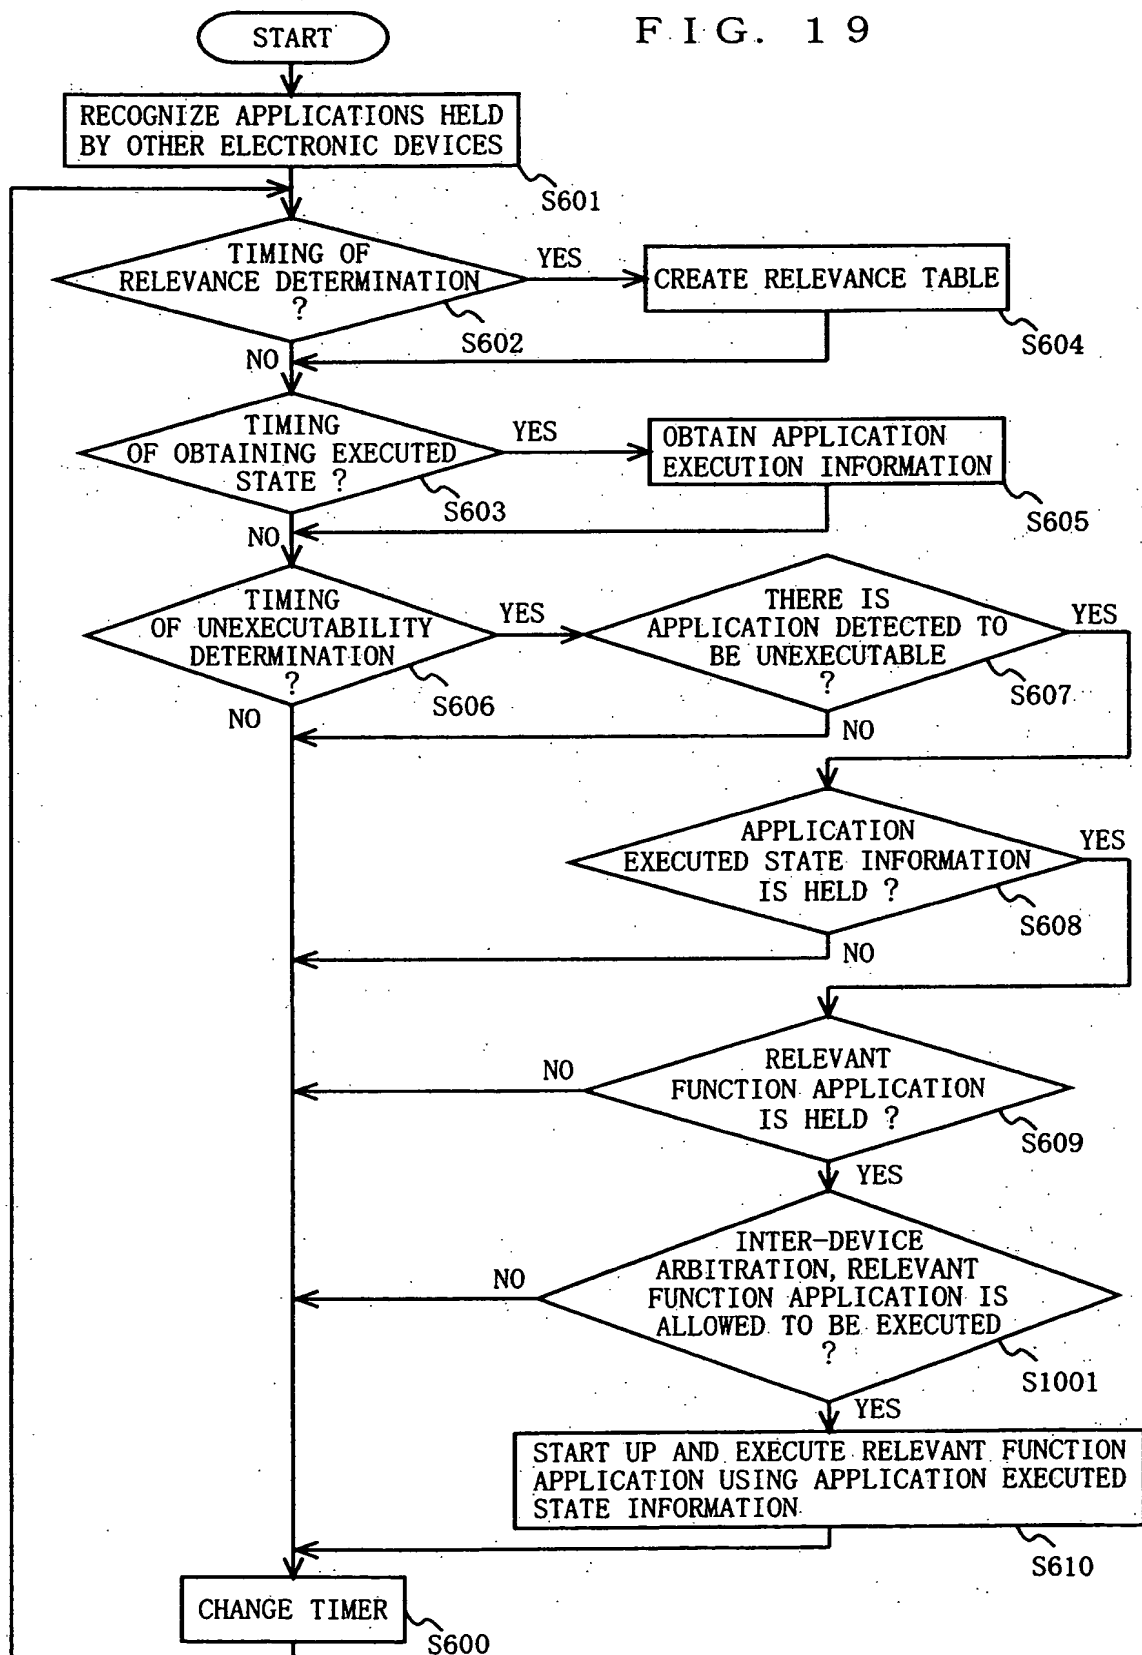 FIG. 19
START
RECOGNIZE APPLICATIONS HELD
BY OTHER ELECTRONIC DEVICES
S601
TIMING OF
RELEVANCE DETERMINATION
?
S602
YES
NO
CREATE RELEVANCE TABLE
S604
TIMING
OF OBTAINING EXECUTED
STATE ?
S603
YES
NO
OBTAIN APPLICATION
EXECUTION INFORMATION
S605
TIMING
OF UNEXECUTABILITY
DETERMINATION
?
S606
YES
NO
THERE IS
APPLICATION DETECTED TO
BE UNEXECUTABLE
?
S607
YES
NO
APPLICATION
EXECUTED STATE INFORMATION
IS HELD ?
S608
YES
NO
RELEVANT
FUNCTION APPLICATION
IS HELD ?
S609
NO
YES
INTER-DEVICE
ARBITRATION, RELEVANT
FUNCTION APPLICATION IS
ALLOWED TO BE EXECUTED
?
S1001
NO
YES
START UP AND EXECUTE RELEVANT FUNCTION
APPLICATION USING APPLICATION EXECUTED
STATE INFORMATION
S610
CHANGE TIMER
S600